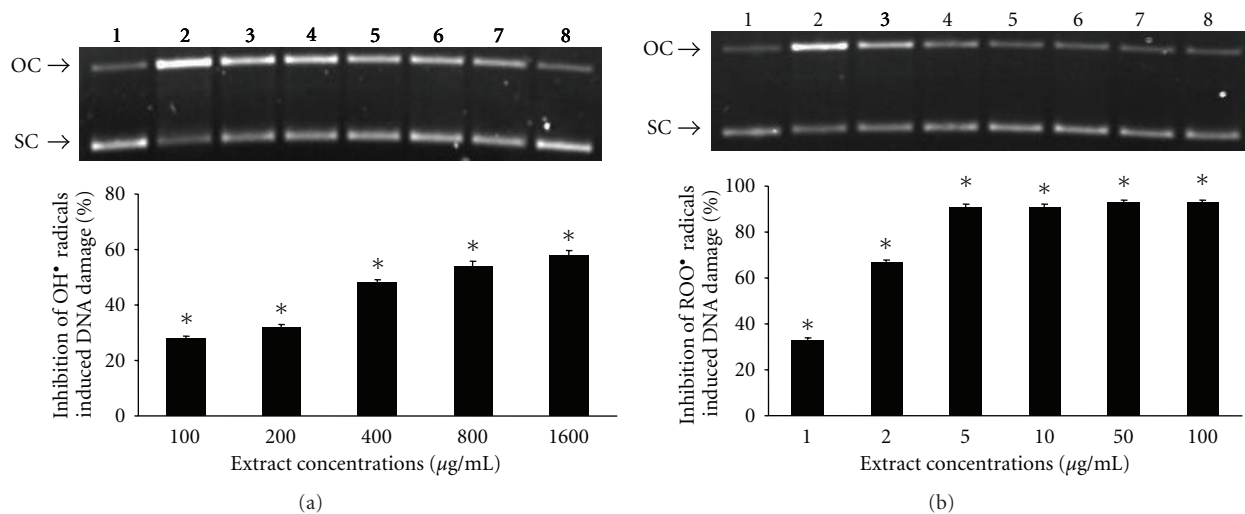 1 2 3 4 5 6 7 8
OC →
SC →
80
60
40
20
0
Inhibition of OH• radicals
induced DNA damage (%)
* * * * *
100 200 400 800 1600
Extract concentrations (µg/mL)
(a)
1 2 3 4 5 6 7 8
OC →
SC →
100
80
60
40
20
0
Inhibition of ROO• radicals
induced DNA damage (%)
* * * * * *
1 2 5 10 50 100
Extract concentrations (µg/mL)
(b)